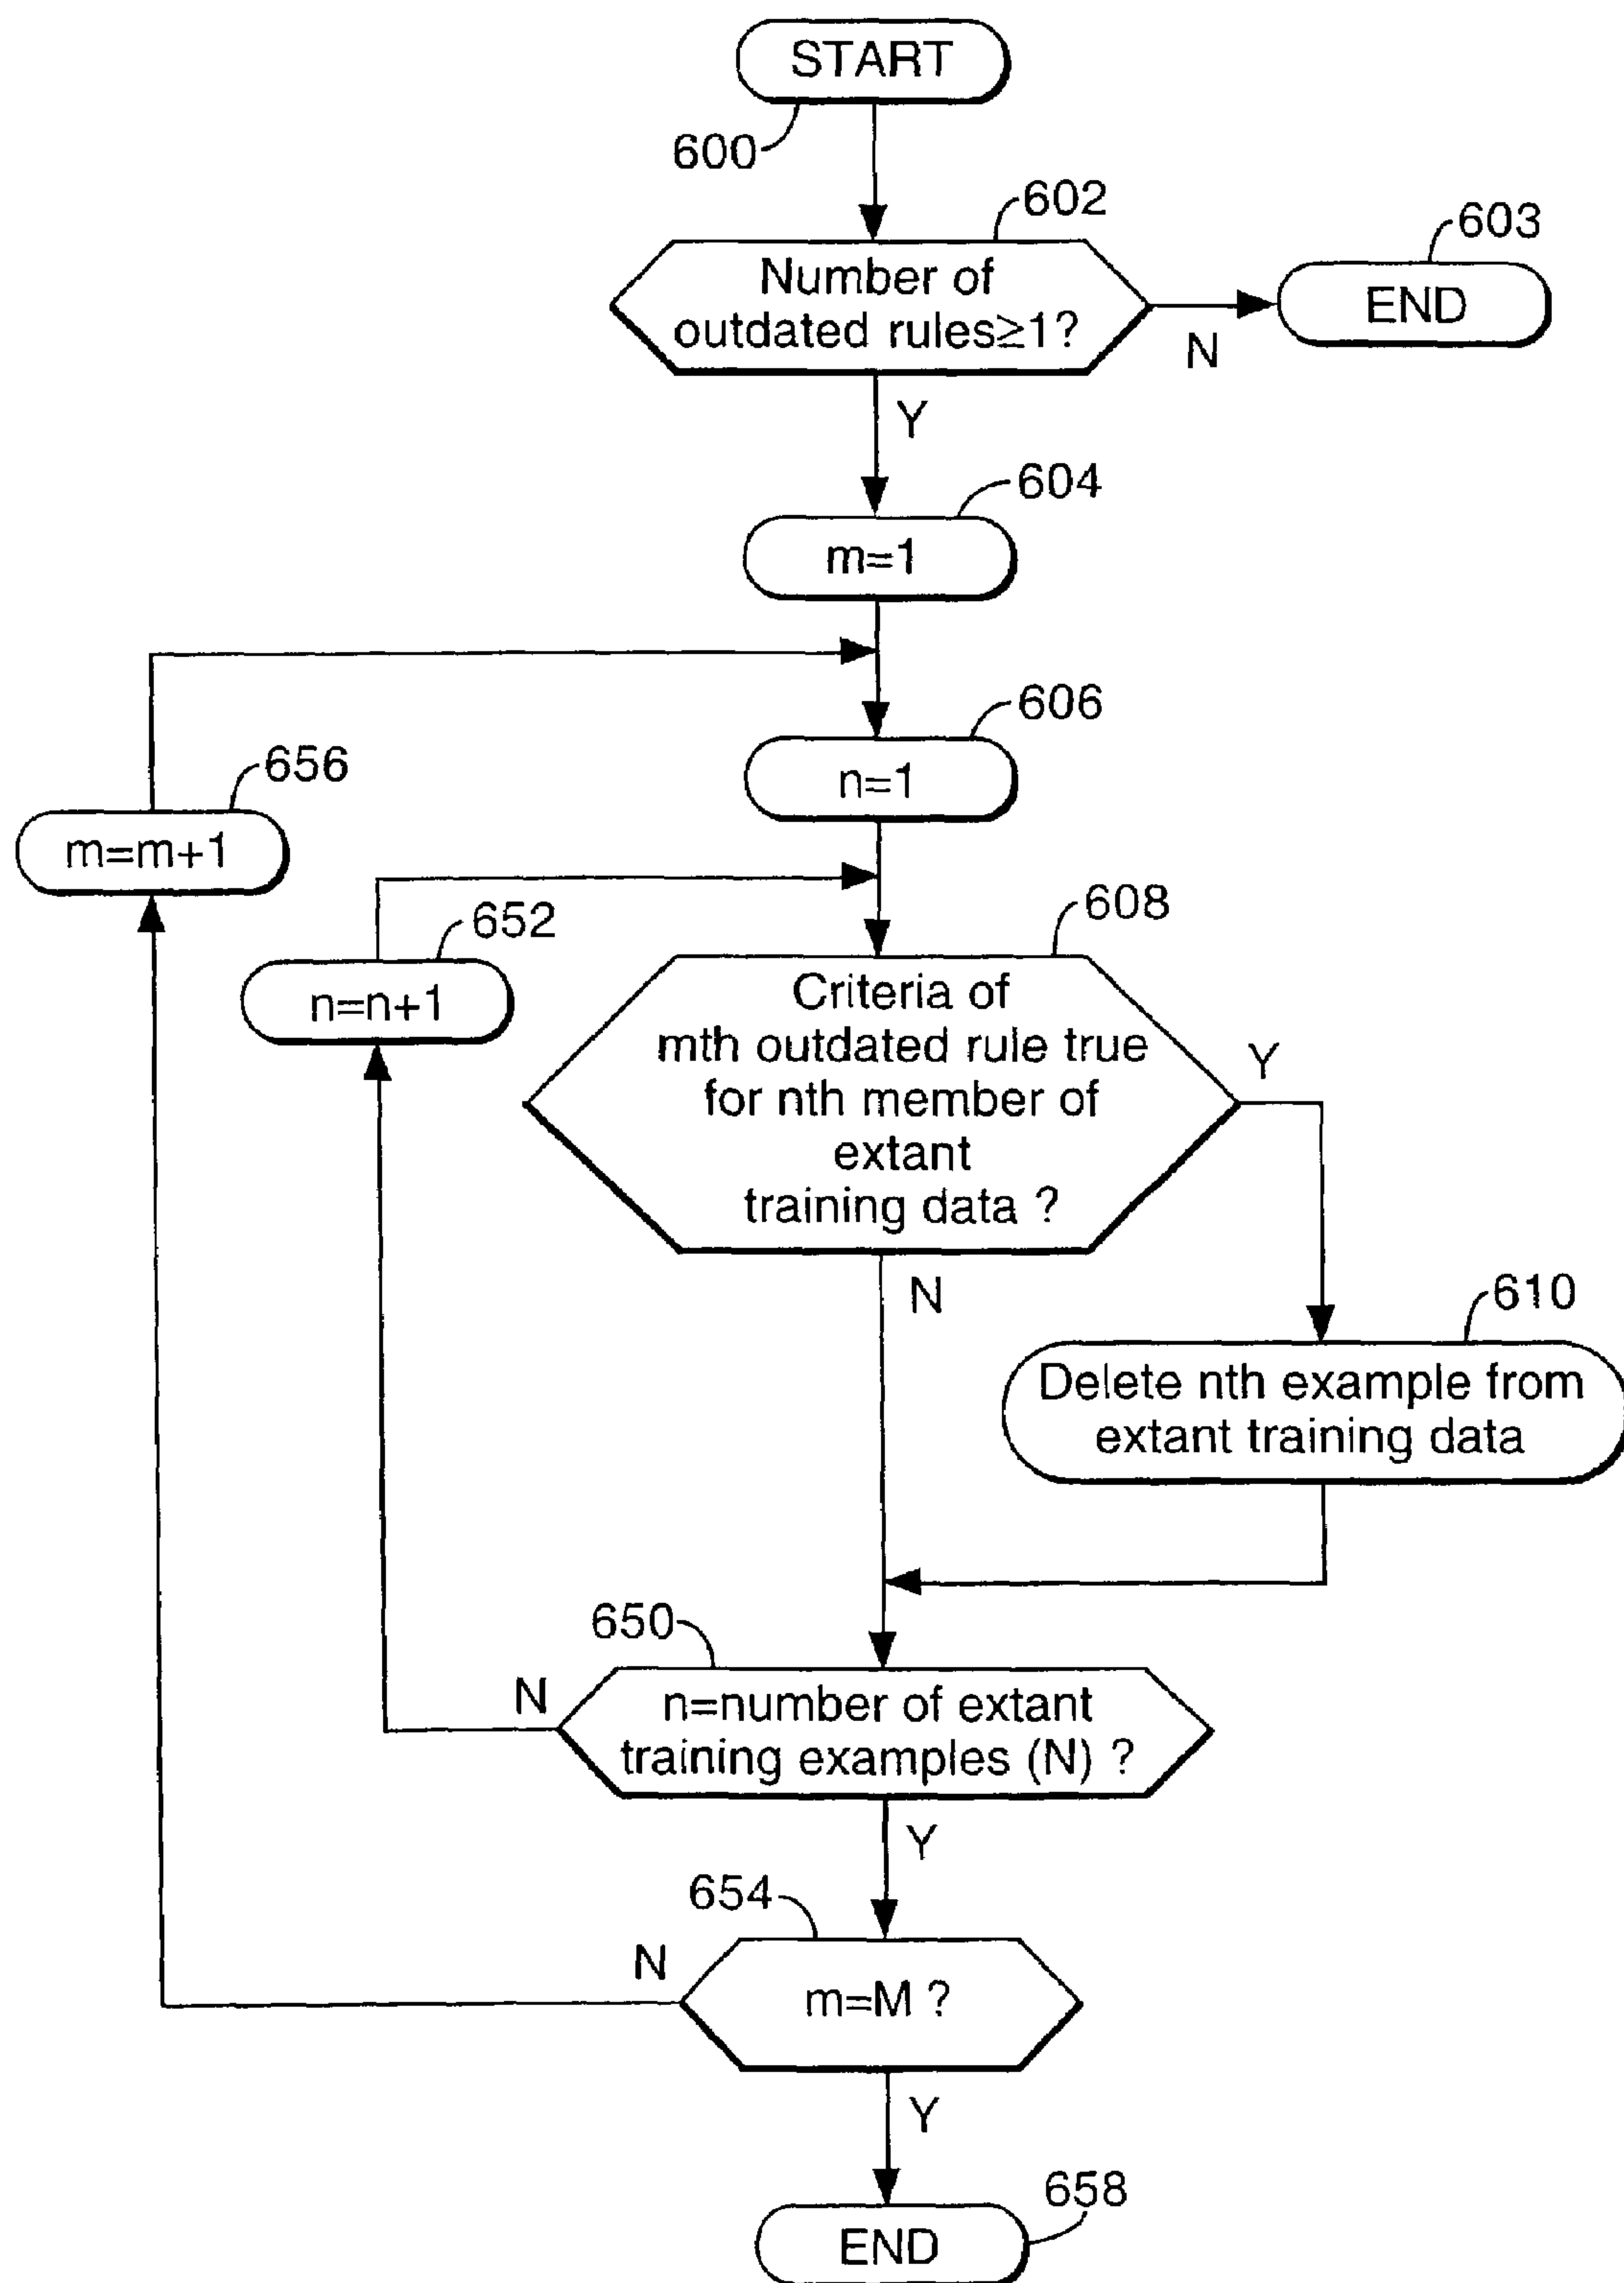 START
600
602
603
Number of
outdated rules≥1?
END
N
Y
604
m=1
606
n=1
656
m=m+1
652
n=n+1
608
Criteria of
mth outdated rule true
for nth member of
extant
training data ?
Y
N
610
Delete nth example from
extant training data
650
N
n=number of extant
training examples (N) ?
Y
654
N
m=M ?
Y
658
END